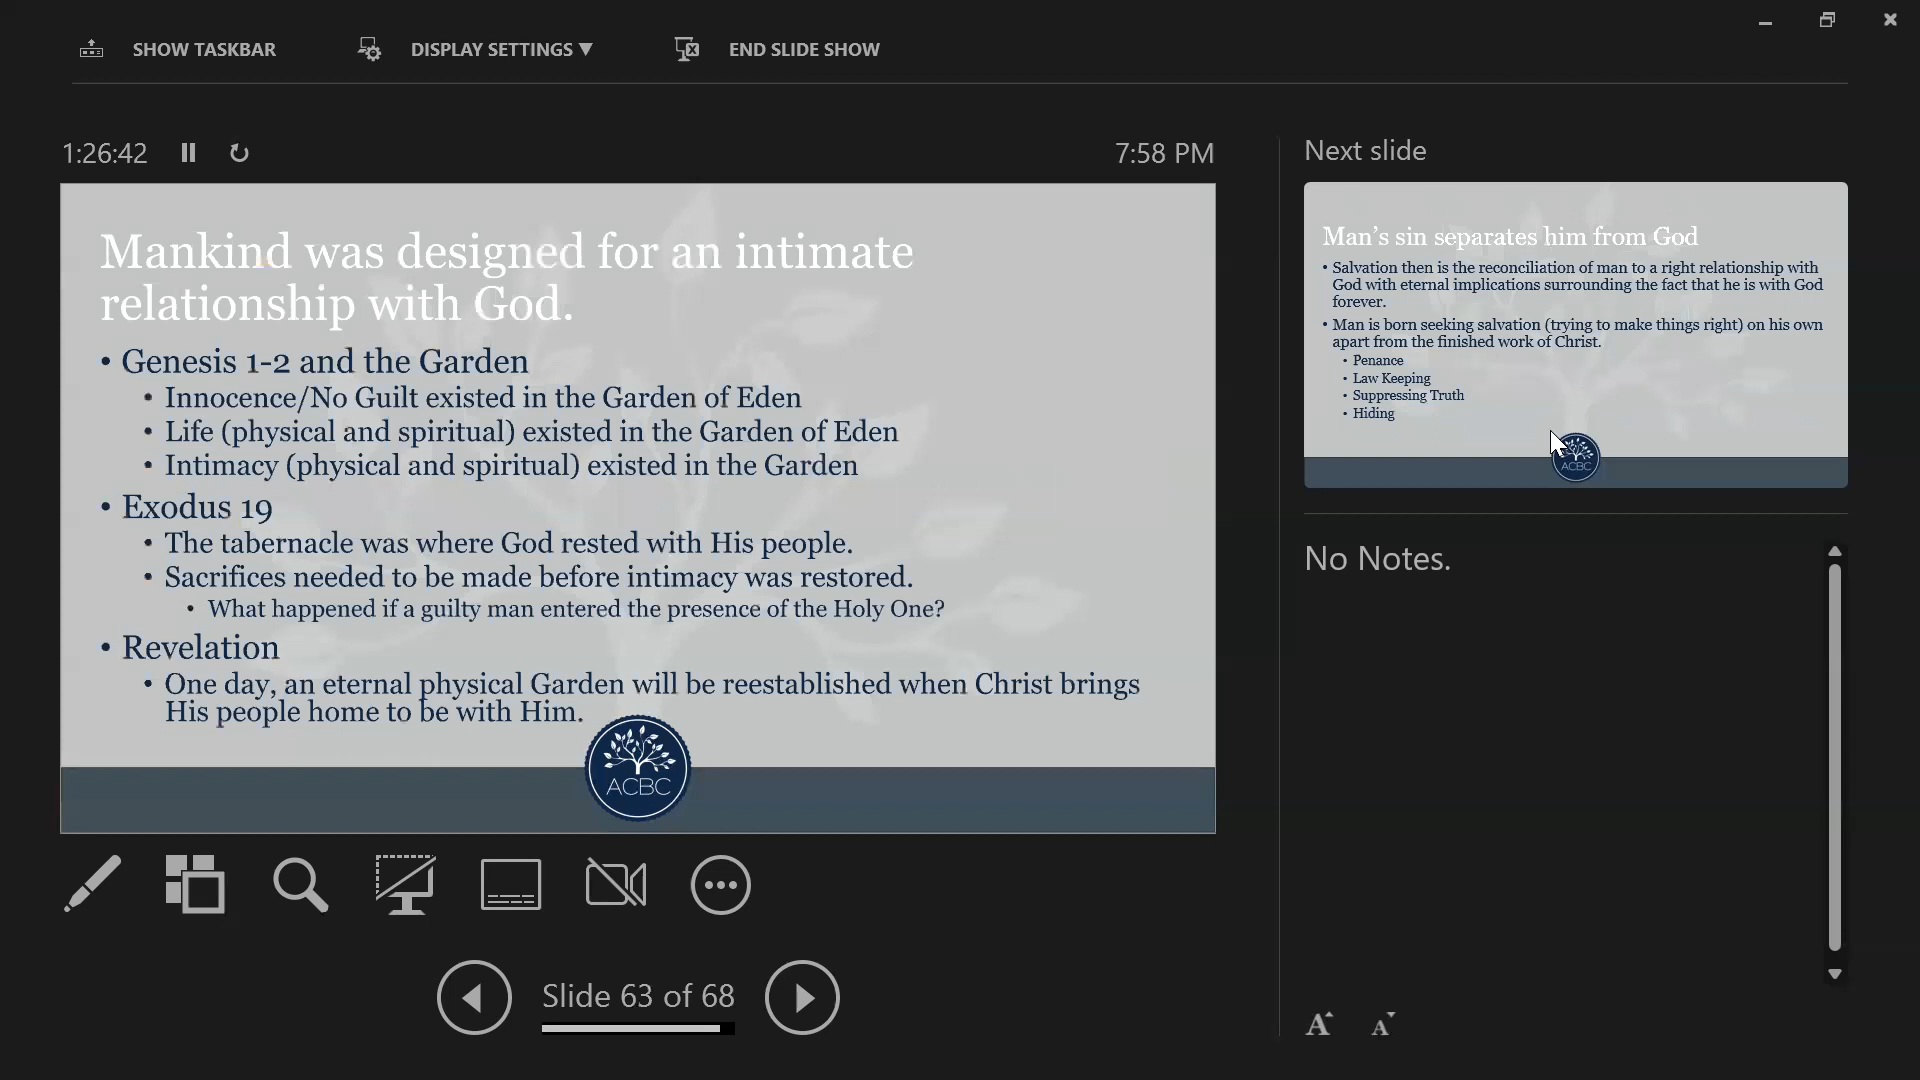 SHOW TASKBAR
DISPLAY SETTINGS ▼
END SLIDE SHOW
1:26:42
7:58 PM
Mankind was designed for an intimate
relationship with God.
• Genesis 1-2 and the Garden
• Innocence/No Guilt existed in the Garden of Eden
• Life (physical and spiritual) existed in the Garden of Eden
• Intimacy (physical and spiritual) existed in the Garden
• Exodus 19
• The tabernacle was where God rested with His people.
• Sacrifices needed to be made before intimacy was restored.
• What happened if a guilty man entered the presence of the Holy One?
• Revelation
• One day, an eternal physical Garden will be reestablished when Christ brings
His people home to be with Him.
ACBC
Slide 63 of 68
Next slide
Man's sin separates him from God
• Salvation then is the reconciliation of man to a right relationship with
God with eternal implications surrounding the fact that he is with God
forever.
• Man is born seeking salvation (trying to make things right) on his own
apart from the finished work of Christ.
• Penance
• Law Keeping
• Suppressing Truth
• Hiding
ACBC
No Notes.
A A